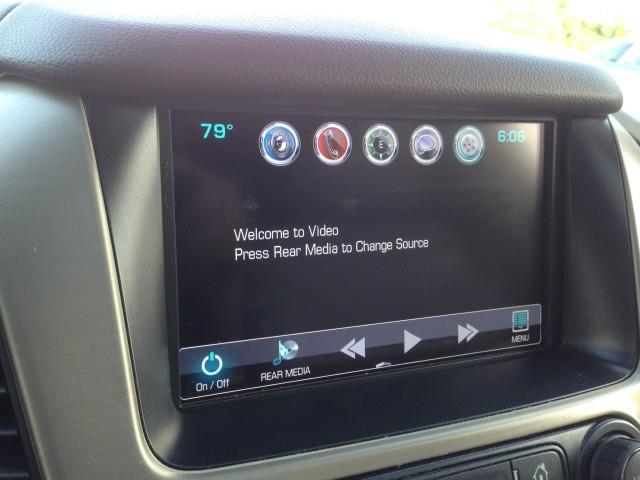 79°
E
6:06
Welcome to Video
Press Rear Media to Change Source
On / Off
REAR MEDIA
MENU